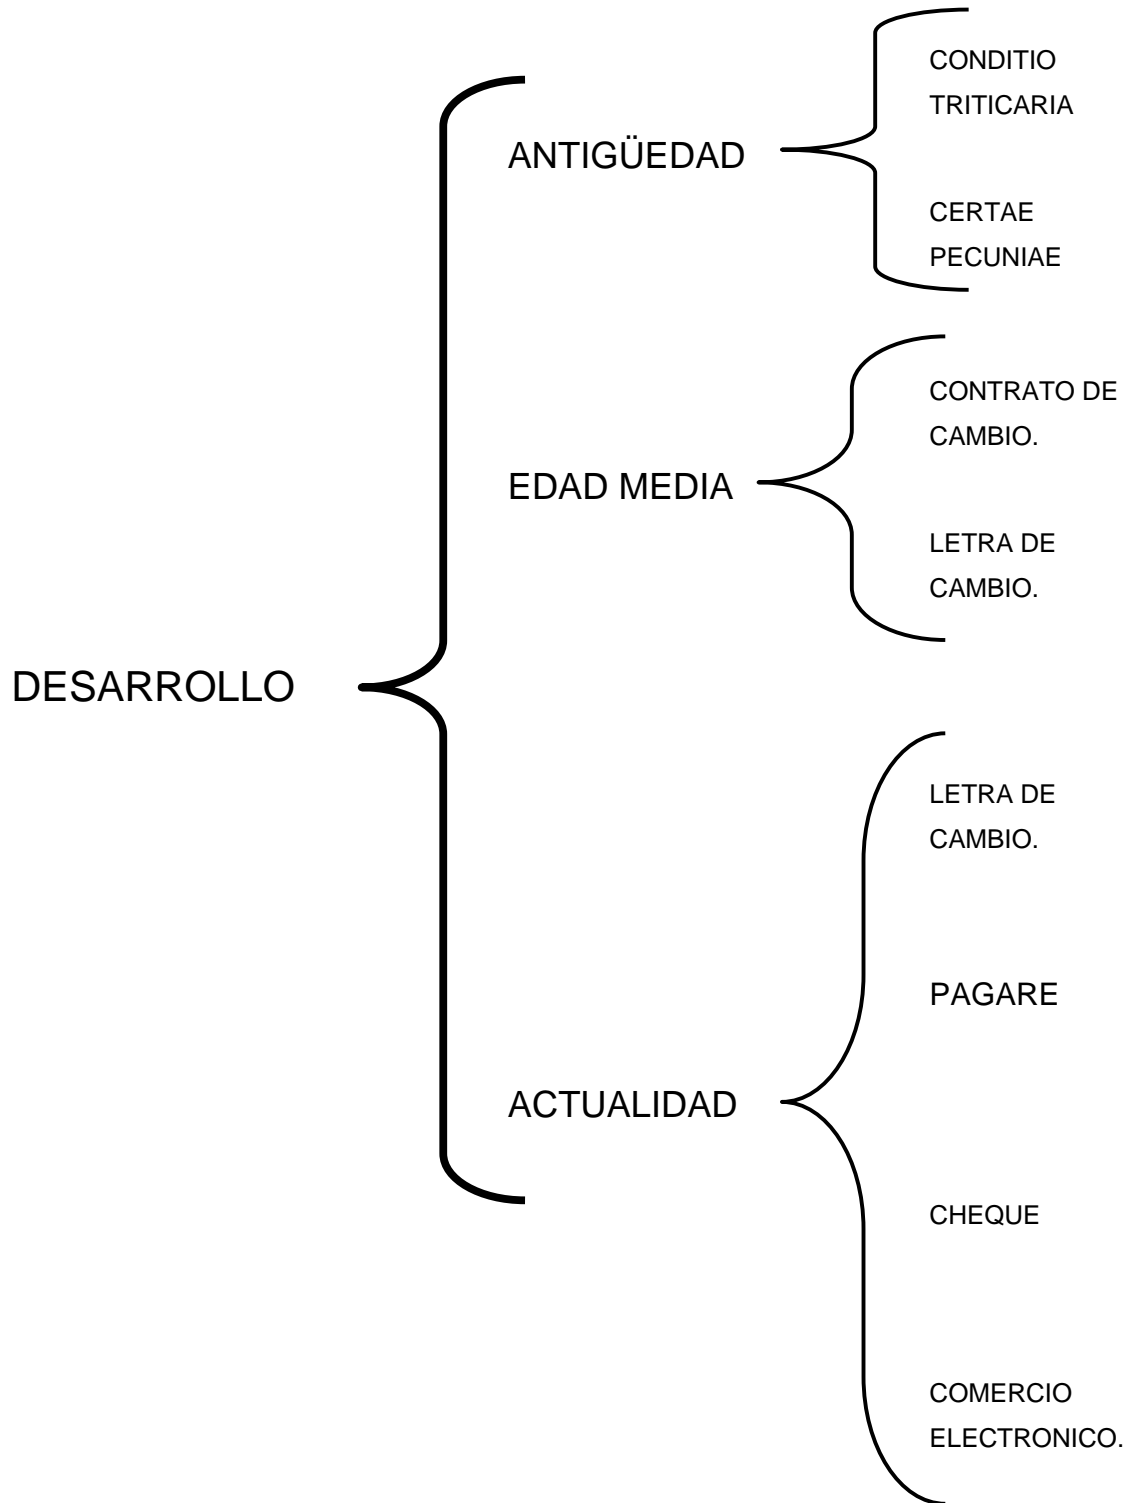 DESARROLLO
ANTIGÜEDAD
CONDITIO
TRITICARIA
CERTAE
PECUNIAE
EDAD MEDIA
CONTRATO DE
CAMBIO.
LETRA DE
CAMBIO.
ACTUALIDAD
LETRA DE
CAMBIO.
PAGARE
CHEQUE
COMERCIO
ELECTRONICO.